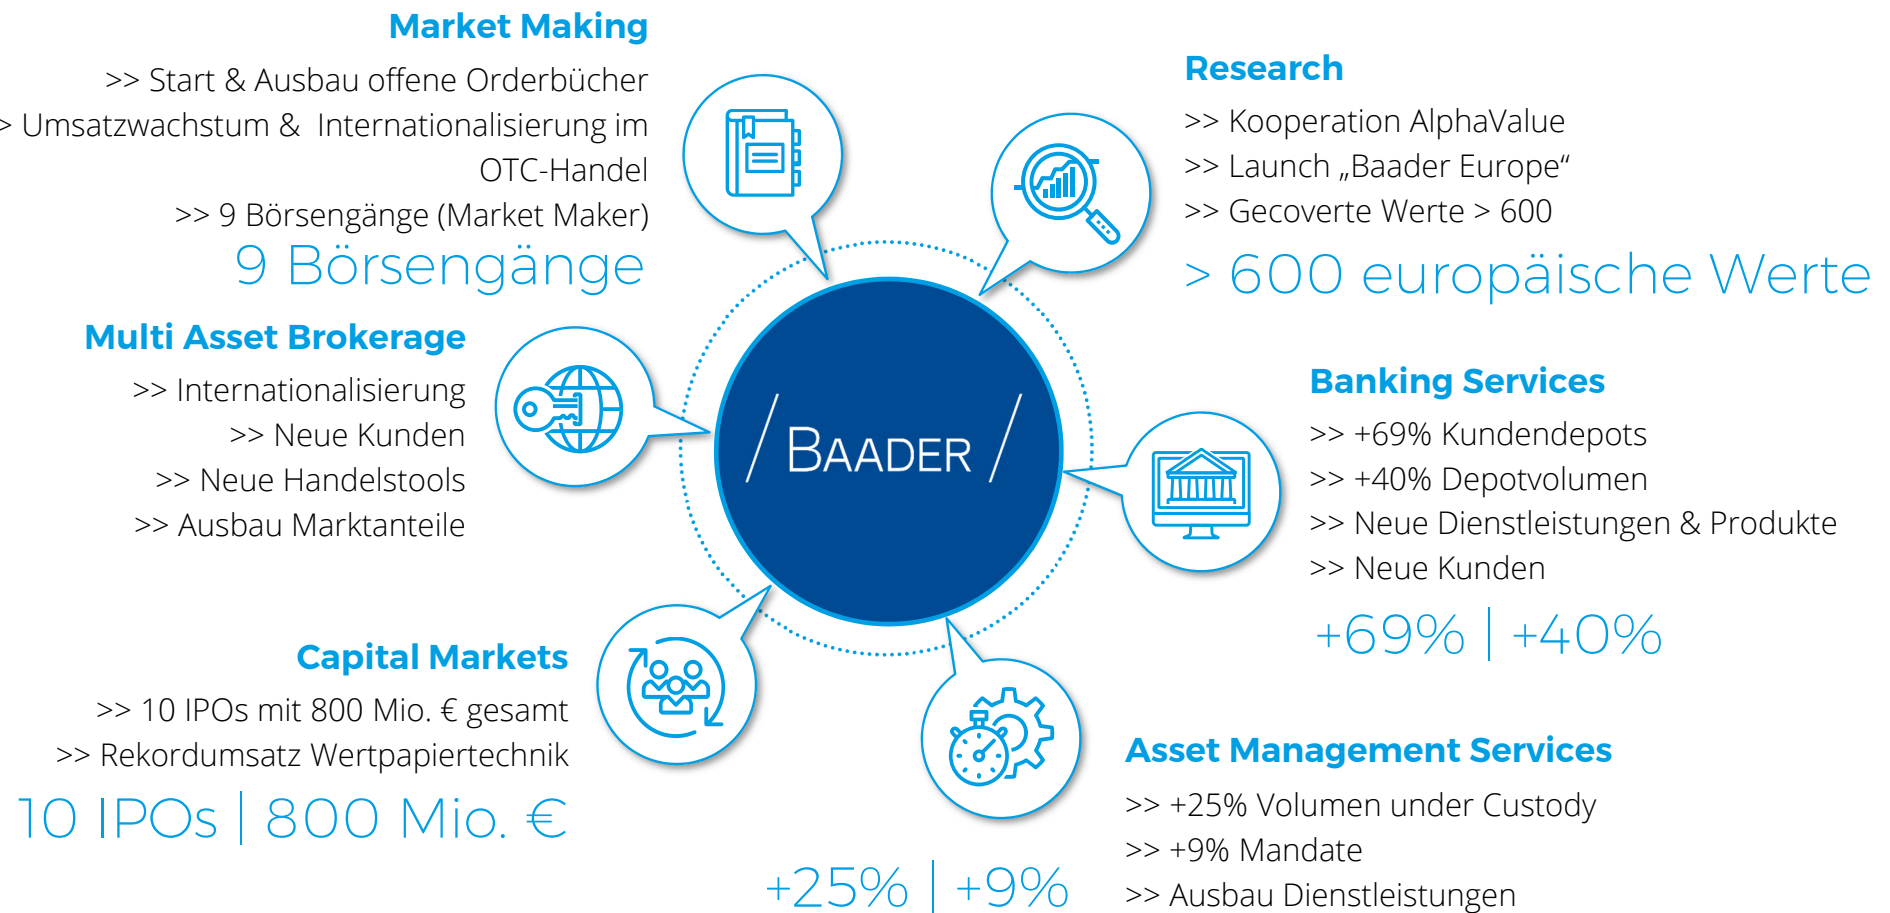 Market Making
>> Start & Ausbau offene Orderbücher
> Umsatzwachstum & Internationalisierung im
OTC-Handel
>> 9 Börsengänge (Market Maker)
9 Börsengänge
Multi Asset Brokerage
>> Internationalisierung
>> Neue Kunden
>> Neue Handelstools
>> Ausbau Marktanteile
Capital Markets
>> 10 IPOs mit 800 Mio. € gesamt
>> Rekordumsatz Wertpapiertechnik
10 IPOs | 800 Mio. €
/ BAADER /
Research
>> Kooperation AlphaValue
>> Launch „Baader Europe“
>> Gecoverte Werte > 600
> 600 europäische Werte
Banking Services
>> +69% Kundendepots
>> +40% Depotvolumen
>> Neue Dienstleistungen & Produkte
>> Neue Kunden
+69% | +40%
Asset Management Services
>> +25% Volumen under Custody
>> +9% Mandate
>> Ausbau Dienstleistungen
+25% | +9%